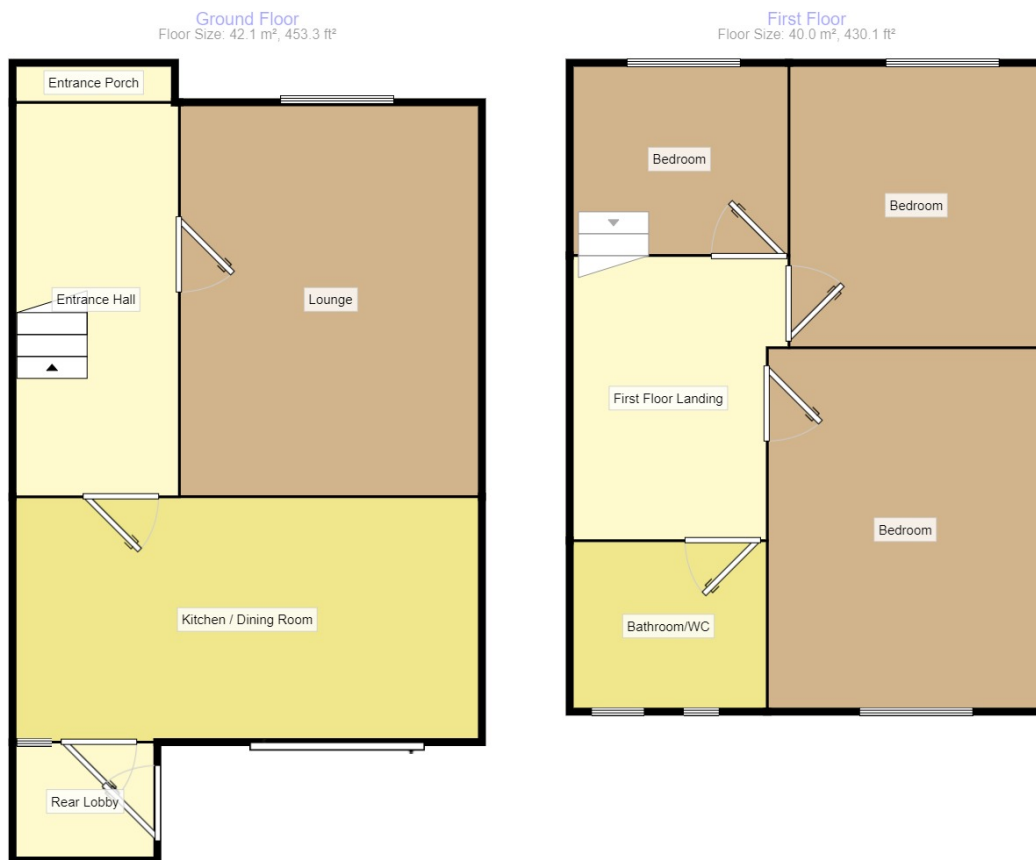 Ground Floor
Floor Size: 42.1 m², 453.3 ft²
Entrance Porch
Entrance Hall
Lounge
Kitchen / Dining Room
Rear Lobby
First Floor
Floor Size: 40.0 m², 430.1 ft²
Bedroom
Bedroom
First Floor Landing
Bedroom
Bathroom/WC